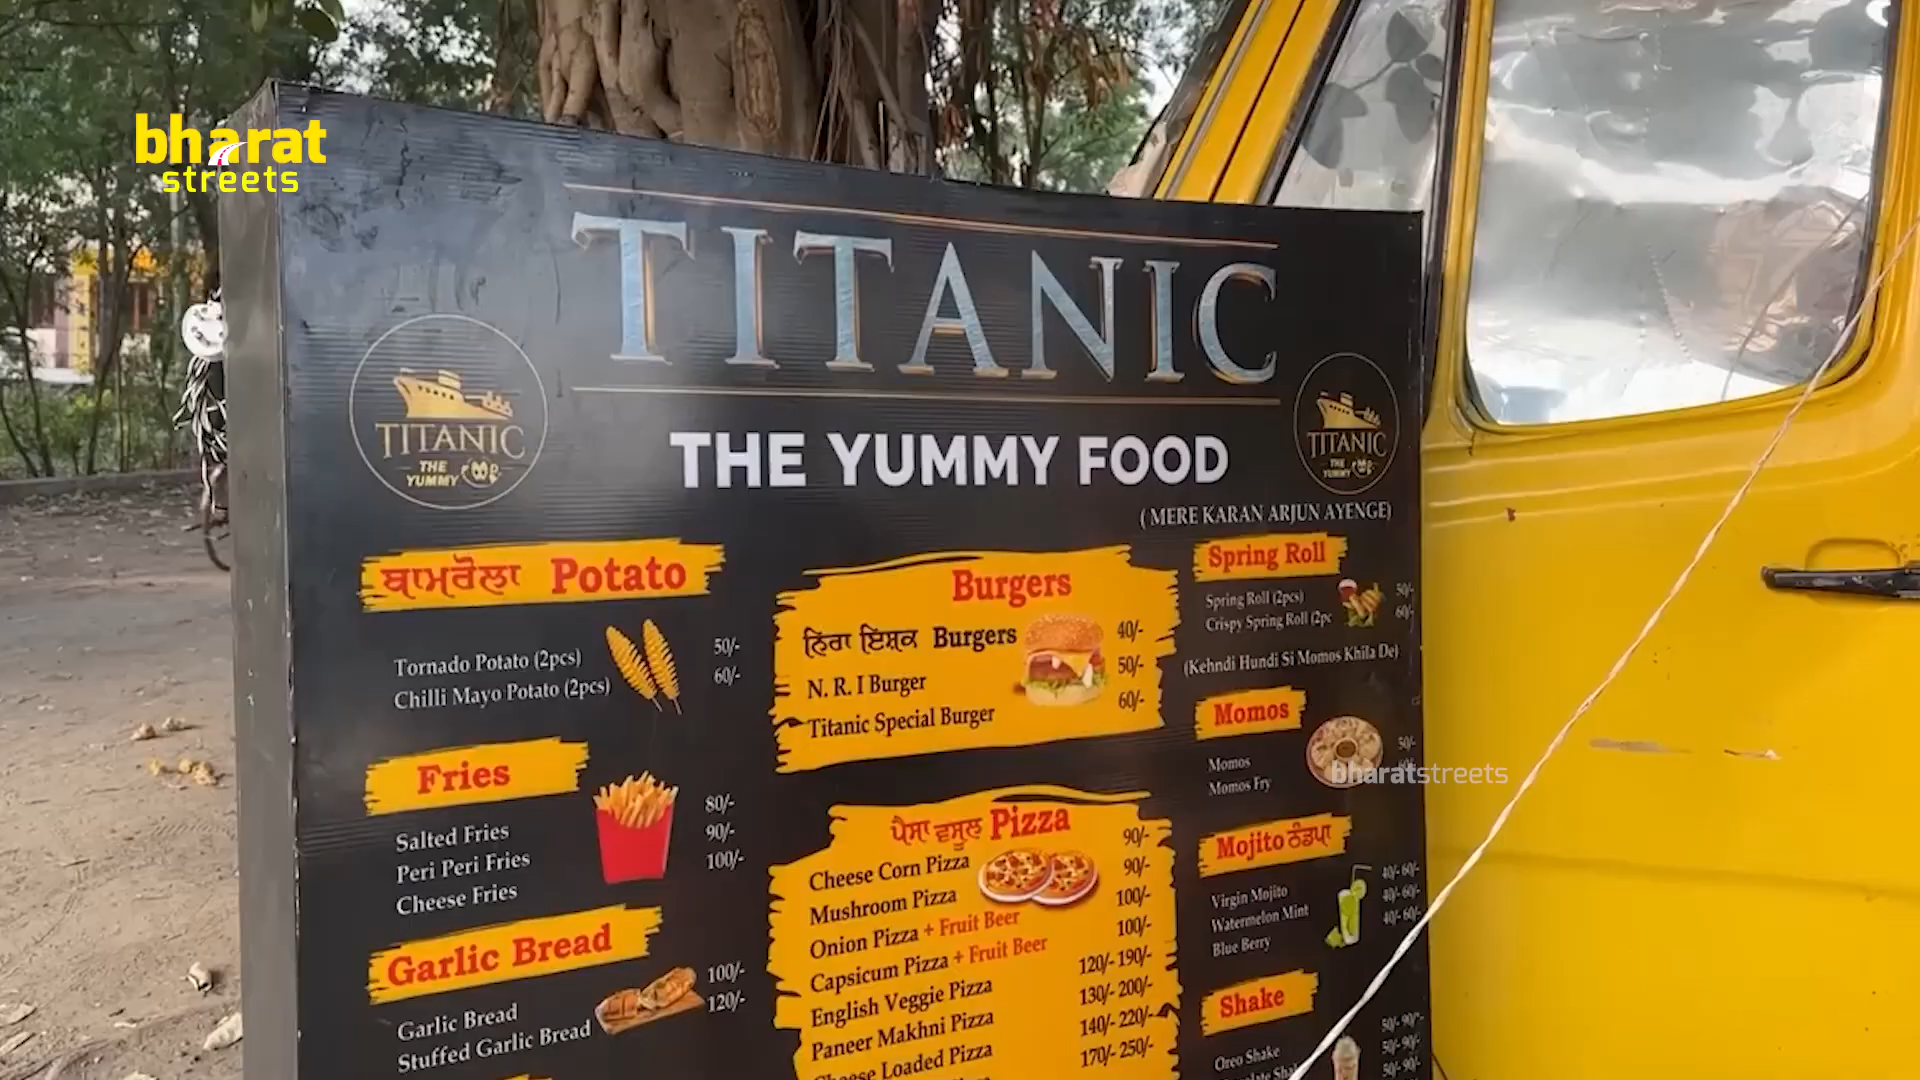 bharat
streets
TITANIC
TITANIC
THE
YUMMY
TITANIC
THE
YUMMY
THE YUMMY FOOD
( MERE KARAN ARJUN AYENGE)
ਥਾਮਰੋਲਾ Potato
Tornado Potato (2pcs) 50/-
Chilli Mayo Potato (2pcs) 60/-
Fries
Salted Fries 80/-
Peri Peri Fries 90/-
Cheese Fries 100/-
Garlic Bread
Garlic Bread 100/-
Stuffed Garlic Bread 120/-
Burgers
ਨਿੱਰਾ ਇਸ਼ਕ Burgers 40/-
N. R. I Burger 50/-
Titanic Special Burger 60/-
ਪੈਸਾ ਵਸੂਲ Pizza
Cheese Corn Pizza 90/-
Mushroom Pizza 90/-
Onion Pizza + Fruit Beer 100/-
Capsicum Pizza + Fruit Beer 100/-
English Veggie Pizza 120/- 190/-
Paneer Makhni Pizza 130/- 200/-
Cheese Loaded Pizza 140/- 220/-
170/- 250/-
Spring Roll
Spring Roll (2pcs) 50/-
Crispy Spring Roll (2pc 60/-
(Kehndi Hundi Si Momos Khila De)
Momos
Momos 50/-
Momos Fry
bharatstreets
Mojito ਠੰਡਪਾ
Virgin Mojito 40/- 60/-
Watermelon Mint 40/- 60/-
Blue Berry 40/- 60/-
Shake
50/- 90/-
Oreo Shake 50/- 90/-
50/- 90/-